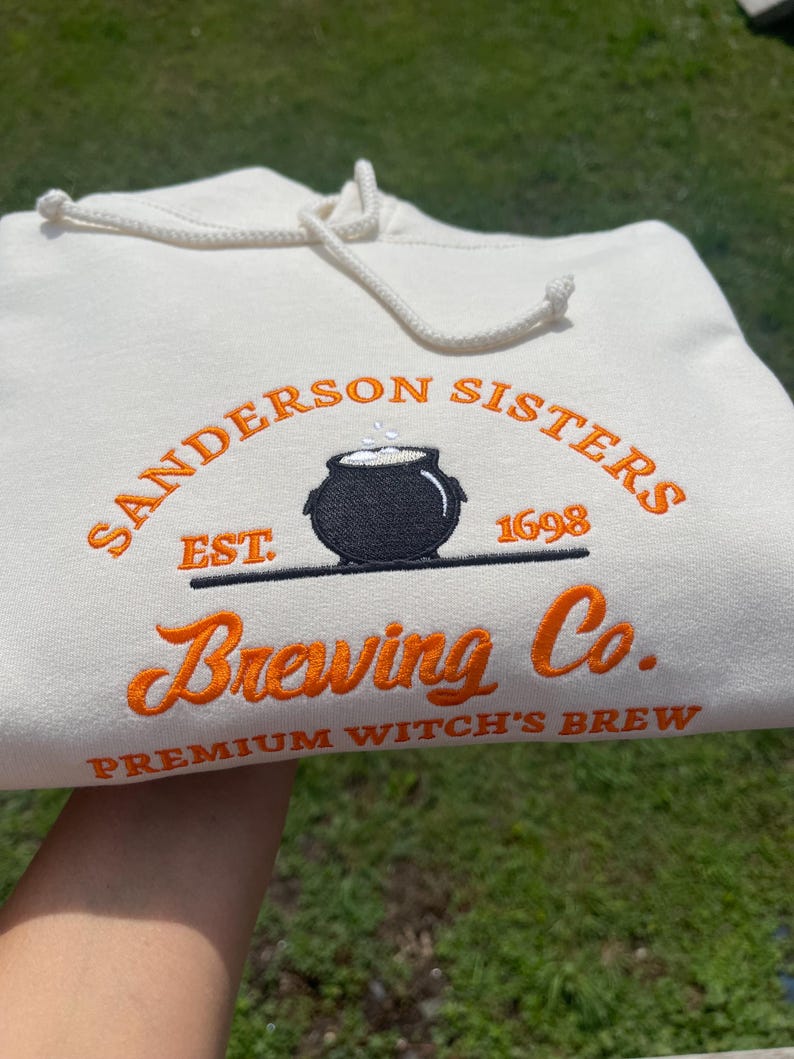 SANDERSON SISTERS
EST. 1698
Brewing Co.
PREMIUM WITCH'S BREW